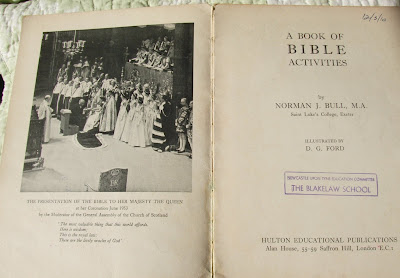 THE PRESENTATION OF THE BIBLE TO HER MAJESTY THE QUEEN
at her Coronation June 1953
by the Moderator of the General Assembly of the Church of Scotland
'The most valuable thing that this world affords.
Here is wisdom;
This is the royal law;
These are the lively oracles of God'
A BOOK OF
BIBLE
ACTIVITIES
by
NORMAN J. BULL, M.A.
Saint Luke's College, Exeter
ILLUSTRATED BY
D. G. FORD
NEWCASTLE UPON TYNE EDUCATION COMMITTEE
THE BLAKELAW SCHOOL
HULTON EDUCATIONAL PUBLICATIONS
Alan House, 55-59 Saffron Hill, London E.C.1